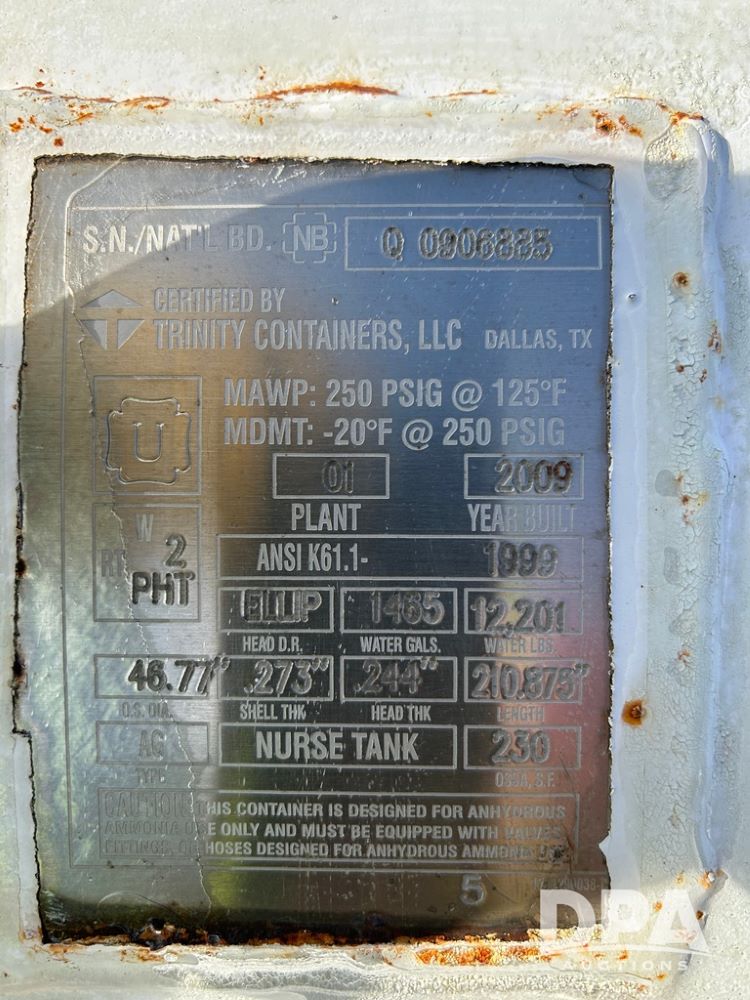 S.N./NAT'L BD. NB Q 0906885
CERTIFIED BY
TRINITY CONTAINERS, LLC DALLAS, TX
MAWP: 250 PSIG @ 125°F
U
MDMT: -20°F @ 250 PSIG
01 2009
PLANT YEAR BUILT
W
RT 2 ANSI K61.1- 1999
PHT ELLIP 1465 12,201
HEAD D.R. WATER GALS. WATER LBS.
46.77" .273" .244" 210.875"
O.S. DIA. SHELL THK HEAD THK LENGTH
AG NURSE TANK 230
TYPE OSSA, S.F.
CAUTION: THIS CONTAINER IS DESIGNED FOR ANHYDROUS
AMMONIA USE ONLY AND MUST BE EQUIPPED WITH VALVES
FITTINGS, OR HOSES DESIGNED FOR ANHYDROUS AMMONIA USE
5
DPA
AUCTIONS